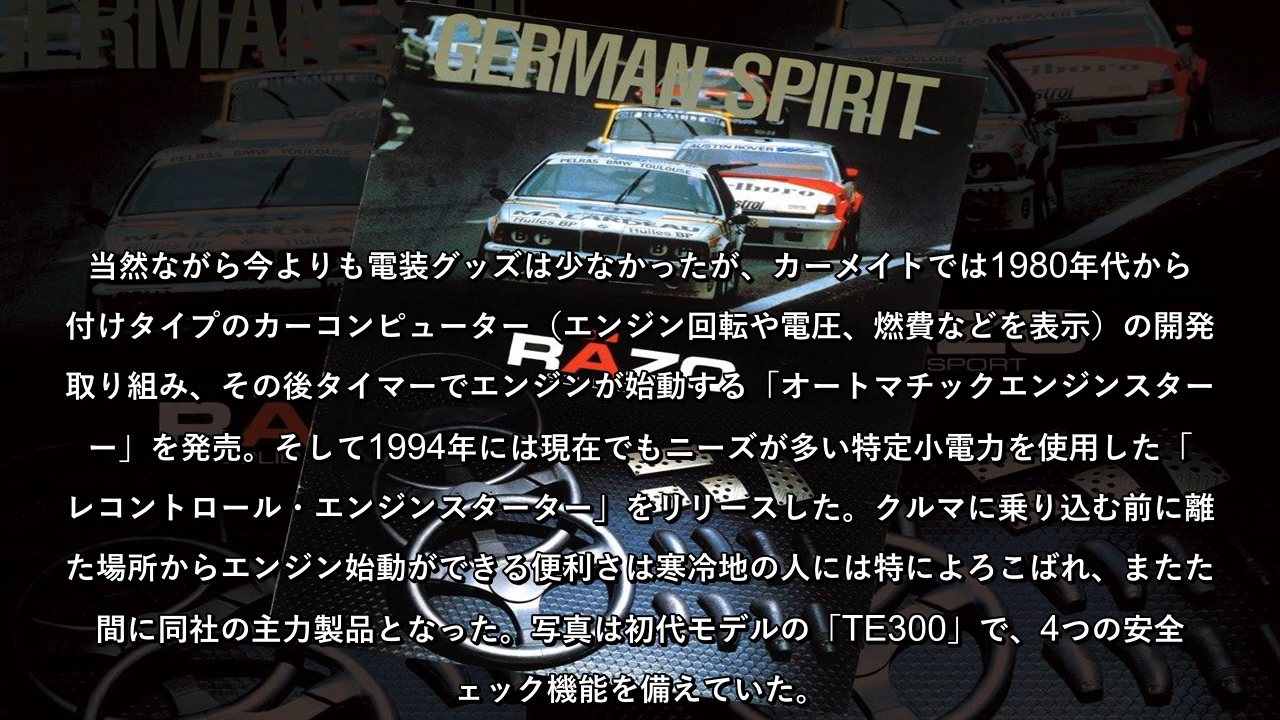 GERMAN SPIRIT
RENAULT
AUSTIN ROVER
PELRAS BMW TOULOUSE
MALARDEAU
Huiles BP
Huiles BP
当然ながら今よりも電装グッズは少なかったが、カーメイトでは1980年代から
付けタイプのカーコンピューター（エンジン回転や電圧、燃費などを表示）の開発
RAZO
取り組み、その後タイマーでエンジンが始動する「オートマチックエンジンスター
ー」を発売。そして1994年には現在でもニーズが多い特定小電力を使用した「
レコントロール・エンジンスターター」をリリースした。クルマに乗り込む前に離
た場所からエンジン始動ができる便利さは寒冷地の人には特によろこばれ、またた
間に同社の主力製品となった。写真は初代モデルの「TE300」で、4つの安全
ェック機能を備えていた。